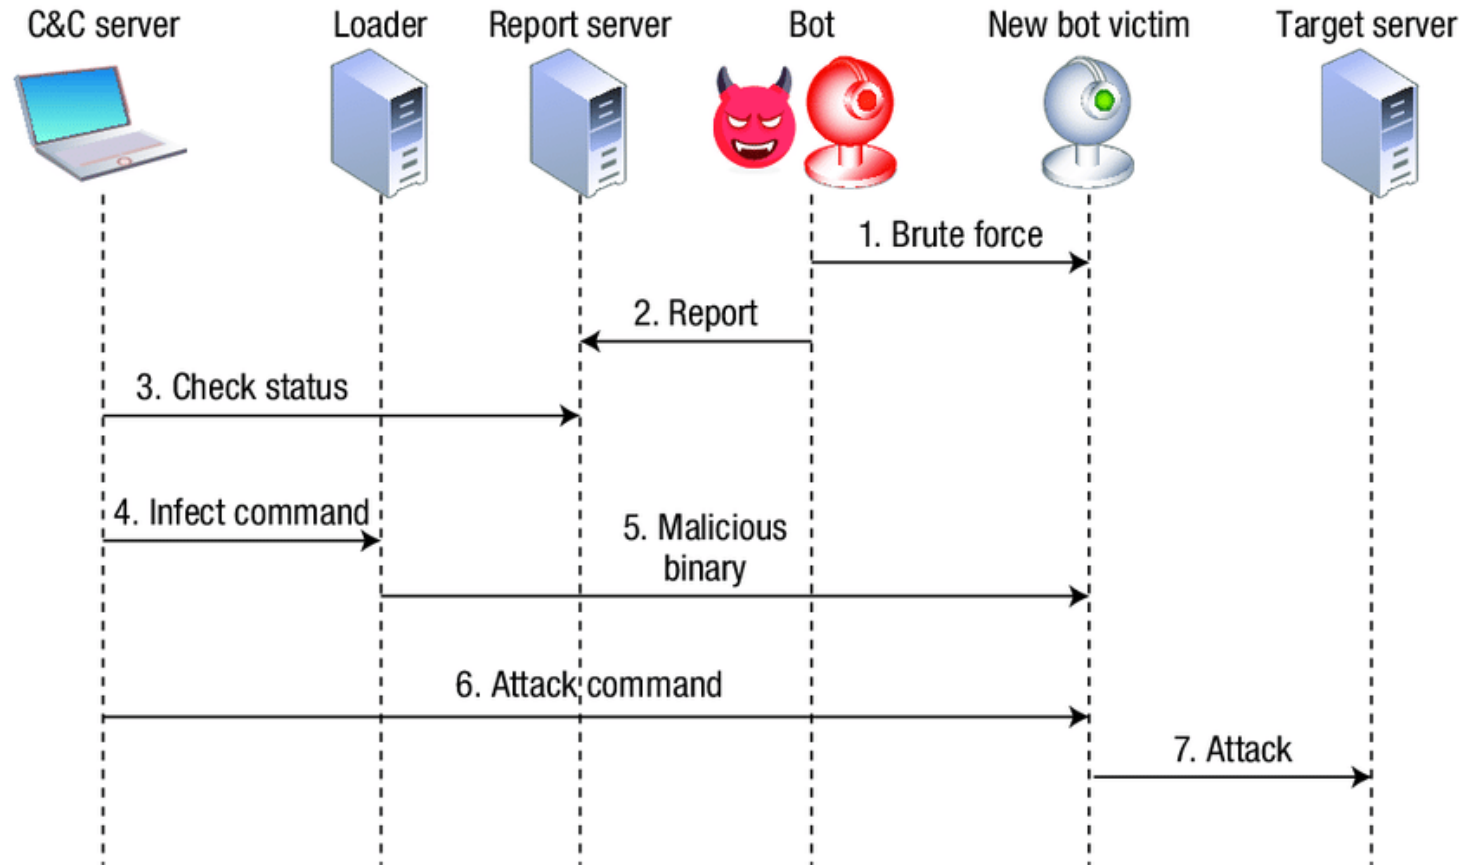 C&C server
Loader
Report server
Bot
New bot victim
Target server
1. Brute force
2. Report
3. Check status
4. Infect command
5. Malicious
binary
6. Attack command
7. Attack